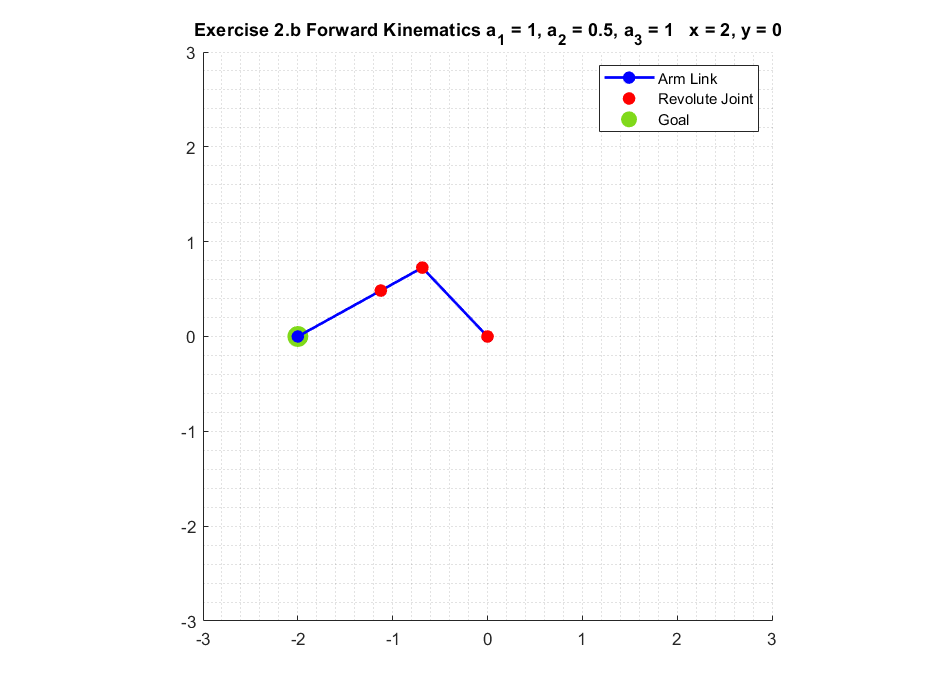 Exercise 2.b Forward Kinematics a₁ = 1, a₂ = 0.5, a₃ = 1   x = 2, y = 0
Arm Link
Revolute Joint
Goal
3
2
1
0
-1
-2
-3
-3 -2 -1 0 1 2 3